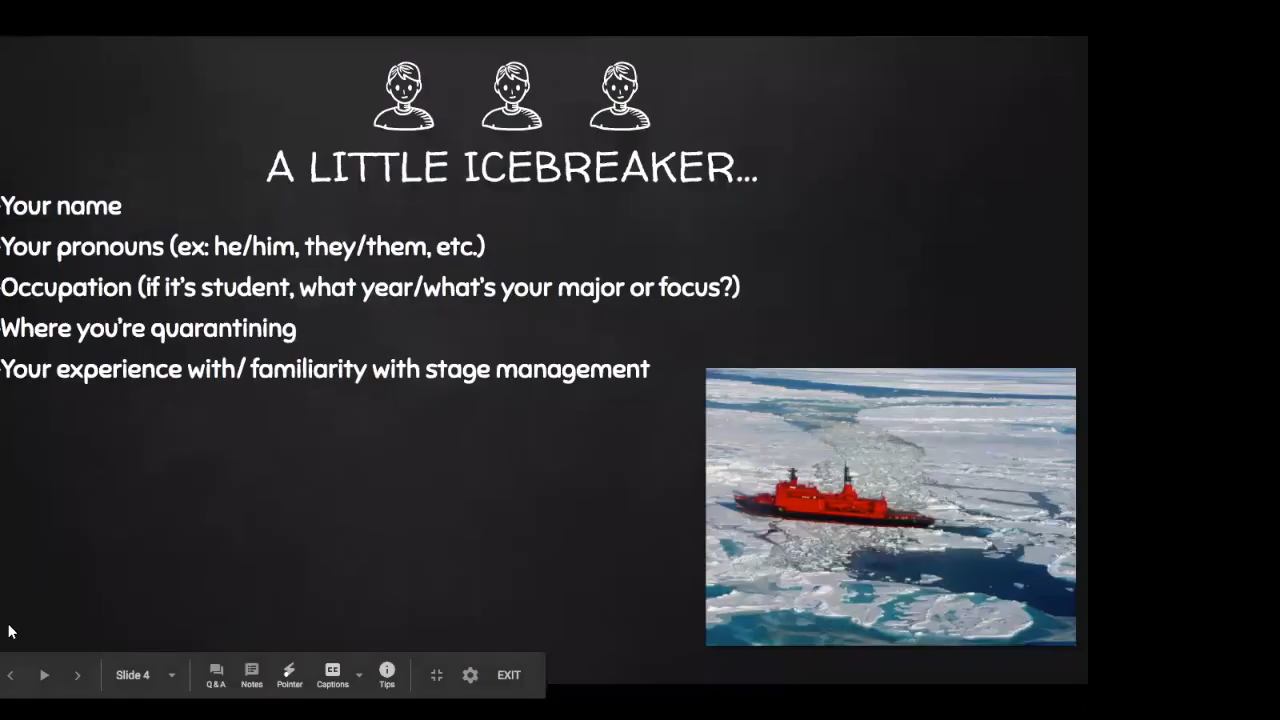 A LITTLE ICEBREAKER...
Your name
Your pronouns (ex: he/him, they/them, etc.)
Occupation (if it's student, what year/what's your major or focus?)
Where you're quarantining
Your experience with/ familiarity with stage management
Slide 4
Q & A
Notes
Pointer
CC
Captions
Tips
EXIT